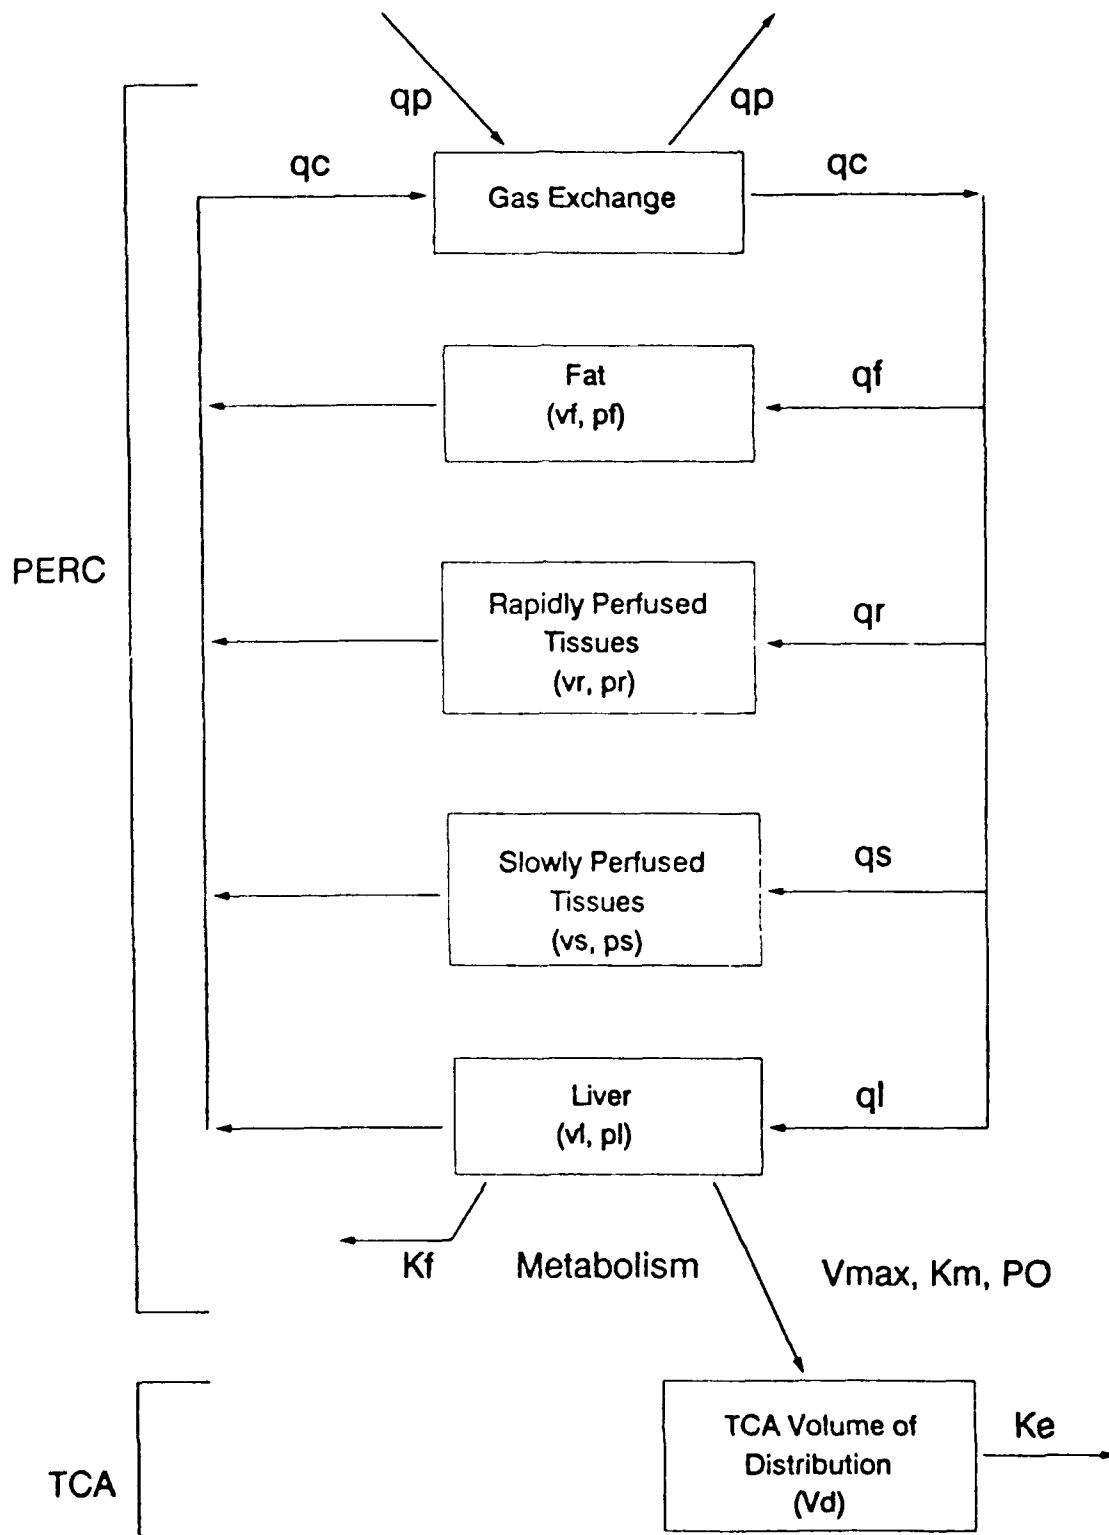 qp
qp
qc
qc
Gas Exchange
Fat
(vf, pf)
qf
PERC
Rapidly Perfused
Tissues
(vr, pr)
qr
Slowly Perfused
Tissues
(vs, ps)
qs
Liver
(vl, pl)
ql
Kf
Metabolism
Vmax, Km, PO
TCA
TCA Volume of
Distribution
(Vd)
Ke